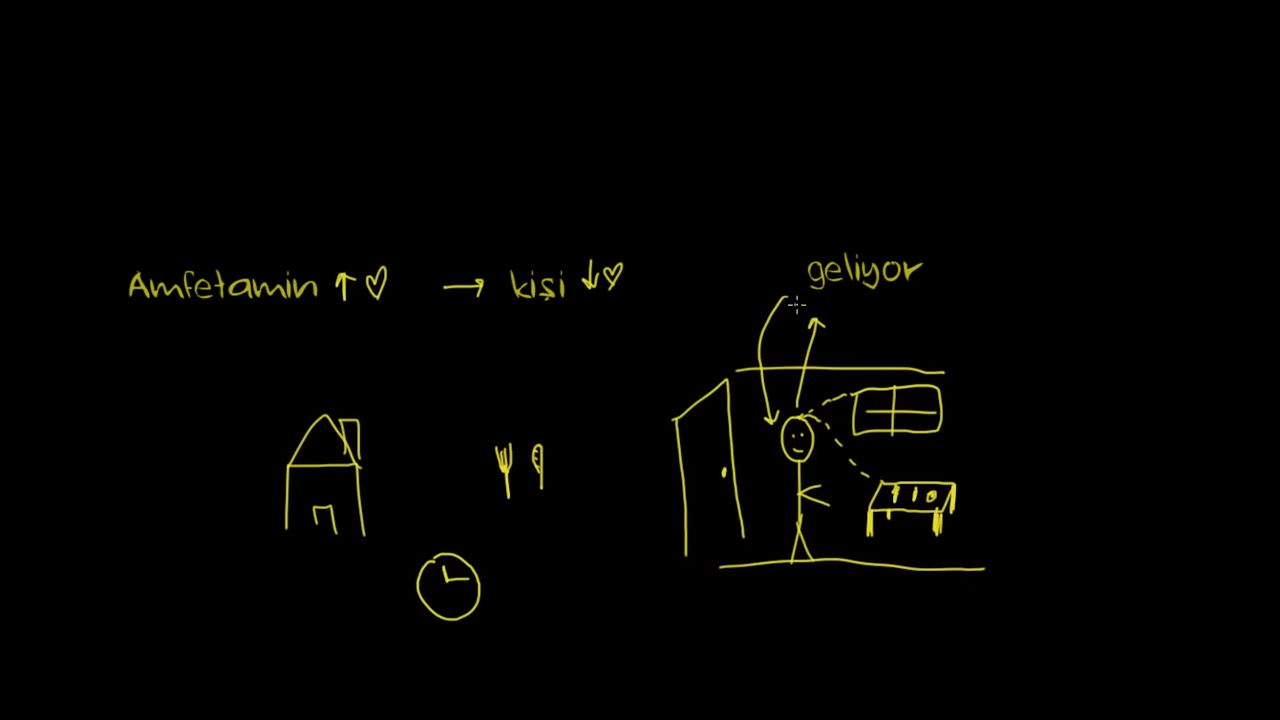 Amfetamin ↑ ♡ → kişi ↓ ♡
geliyor